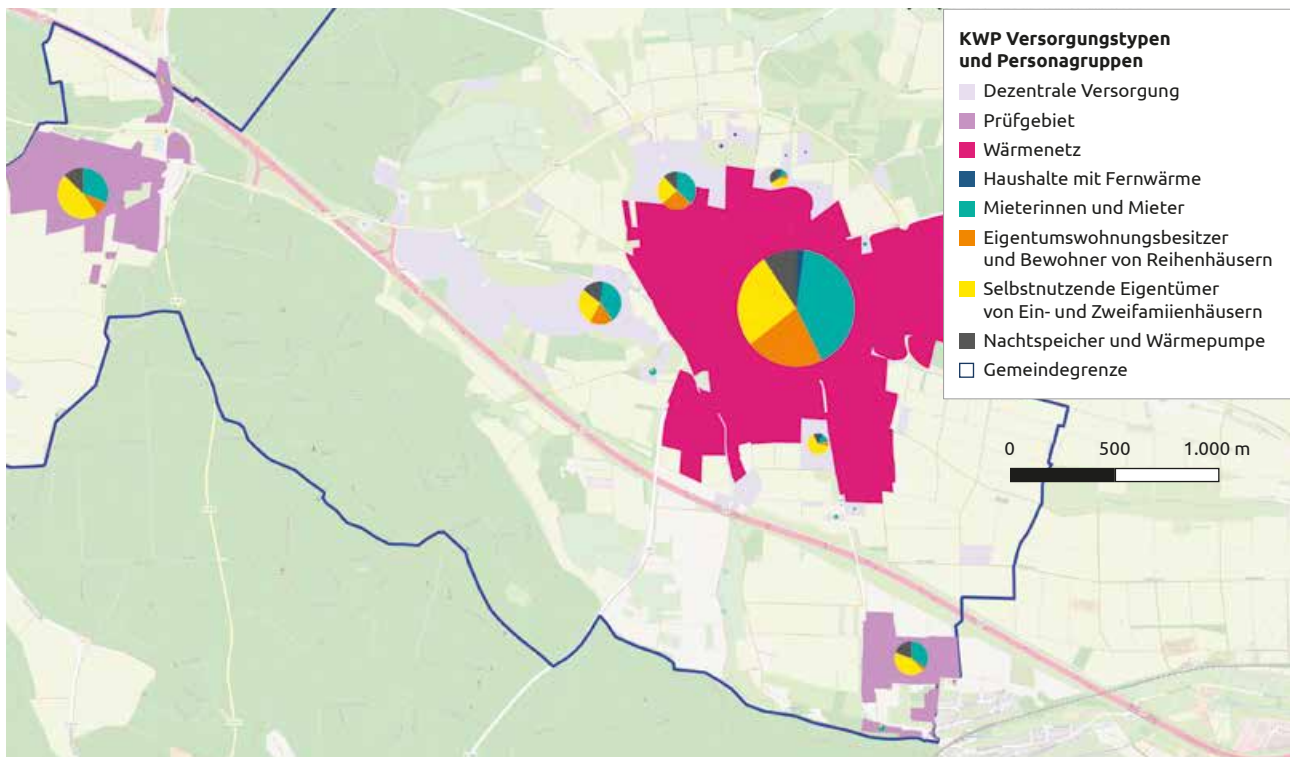 KWP Versorgungstypen
und Personagruppen
Dezentrale Versorgung
Prüfgebiet
Wärmenetz
Haushalte mit Fernwärme
Mieterinnen und Mieter
Eigentumswohnungsbesitzer
und Bewohner von Reihenhäusern
Selbstnutzende Eigentümer
von Ein- und Zweifamiienhäusern
Nachtspeicher und Wärmepumpe
Gemeindegrenze
0 500 1.000 m